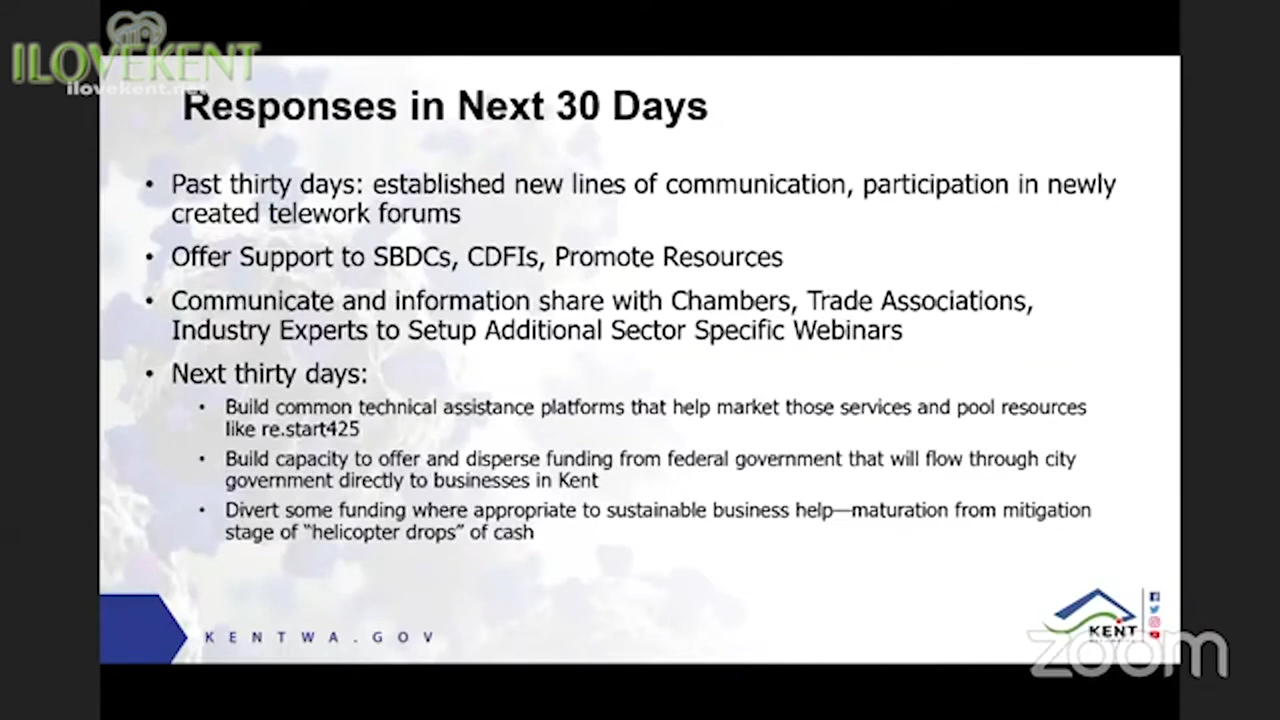 ILOVEKENT
ilovekent.net
Responses in Next 30 Days
• Past thirty days: established new lines of communication, participation in newly
created telework forums
• Offer Support to SBDCs, CDFIs, Promote Resources
• Communicate and information share with Chambers, Trade Associations,
Industry Experts to Setup Additional Sector Specific Webinars
• Next thirty days:
• Build common technical assistance platforms that help market those services and pool resources
like re.start425
• Build capacity to offer and disperse funding from federal government that will flow through city
government directly to businesses in Kent
• Divert some funding where appropriate to sustainable business help—maturation from mitigation
stage of “helicopter drops” of cash
KENTWA.GOV
KENT
zoom